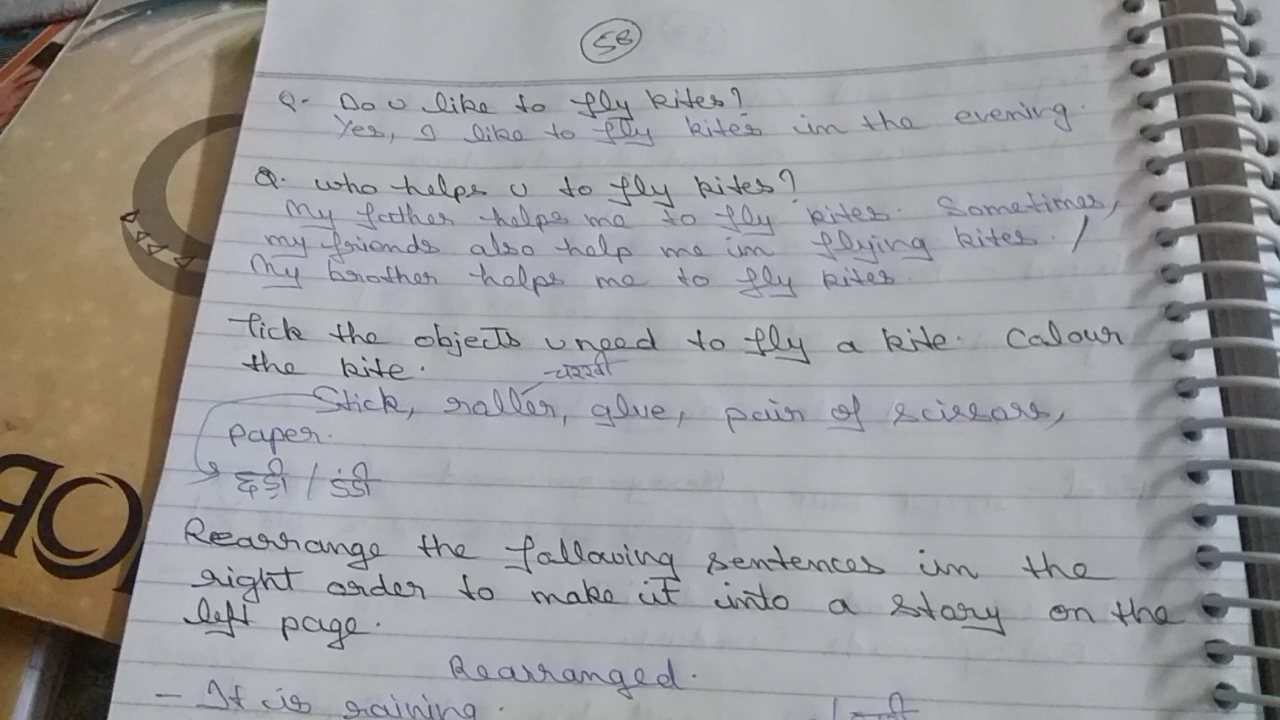 58
Q. Do u like to fly kites?
Yes, I like to fly kites in the evening.
Q. who helps u to fly kites?
My father helps me to fly kites. Sometimes,
my friends also help me in flying kites. /
My brother helps me to fly kites
Tick the objects u need to fly a kite. Colour
the kite.
चरखी
Stick, roller, glue, pair of scissors,
paper.
छड़ी / डंडी
Rearrange the following sentences in the
right order to make it into a story on the
left page.
Rearranged.
- It is raining.